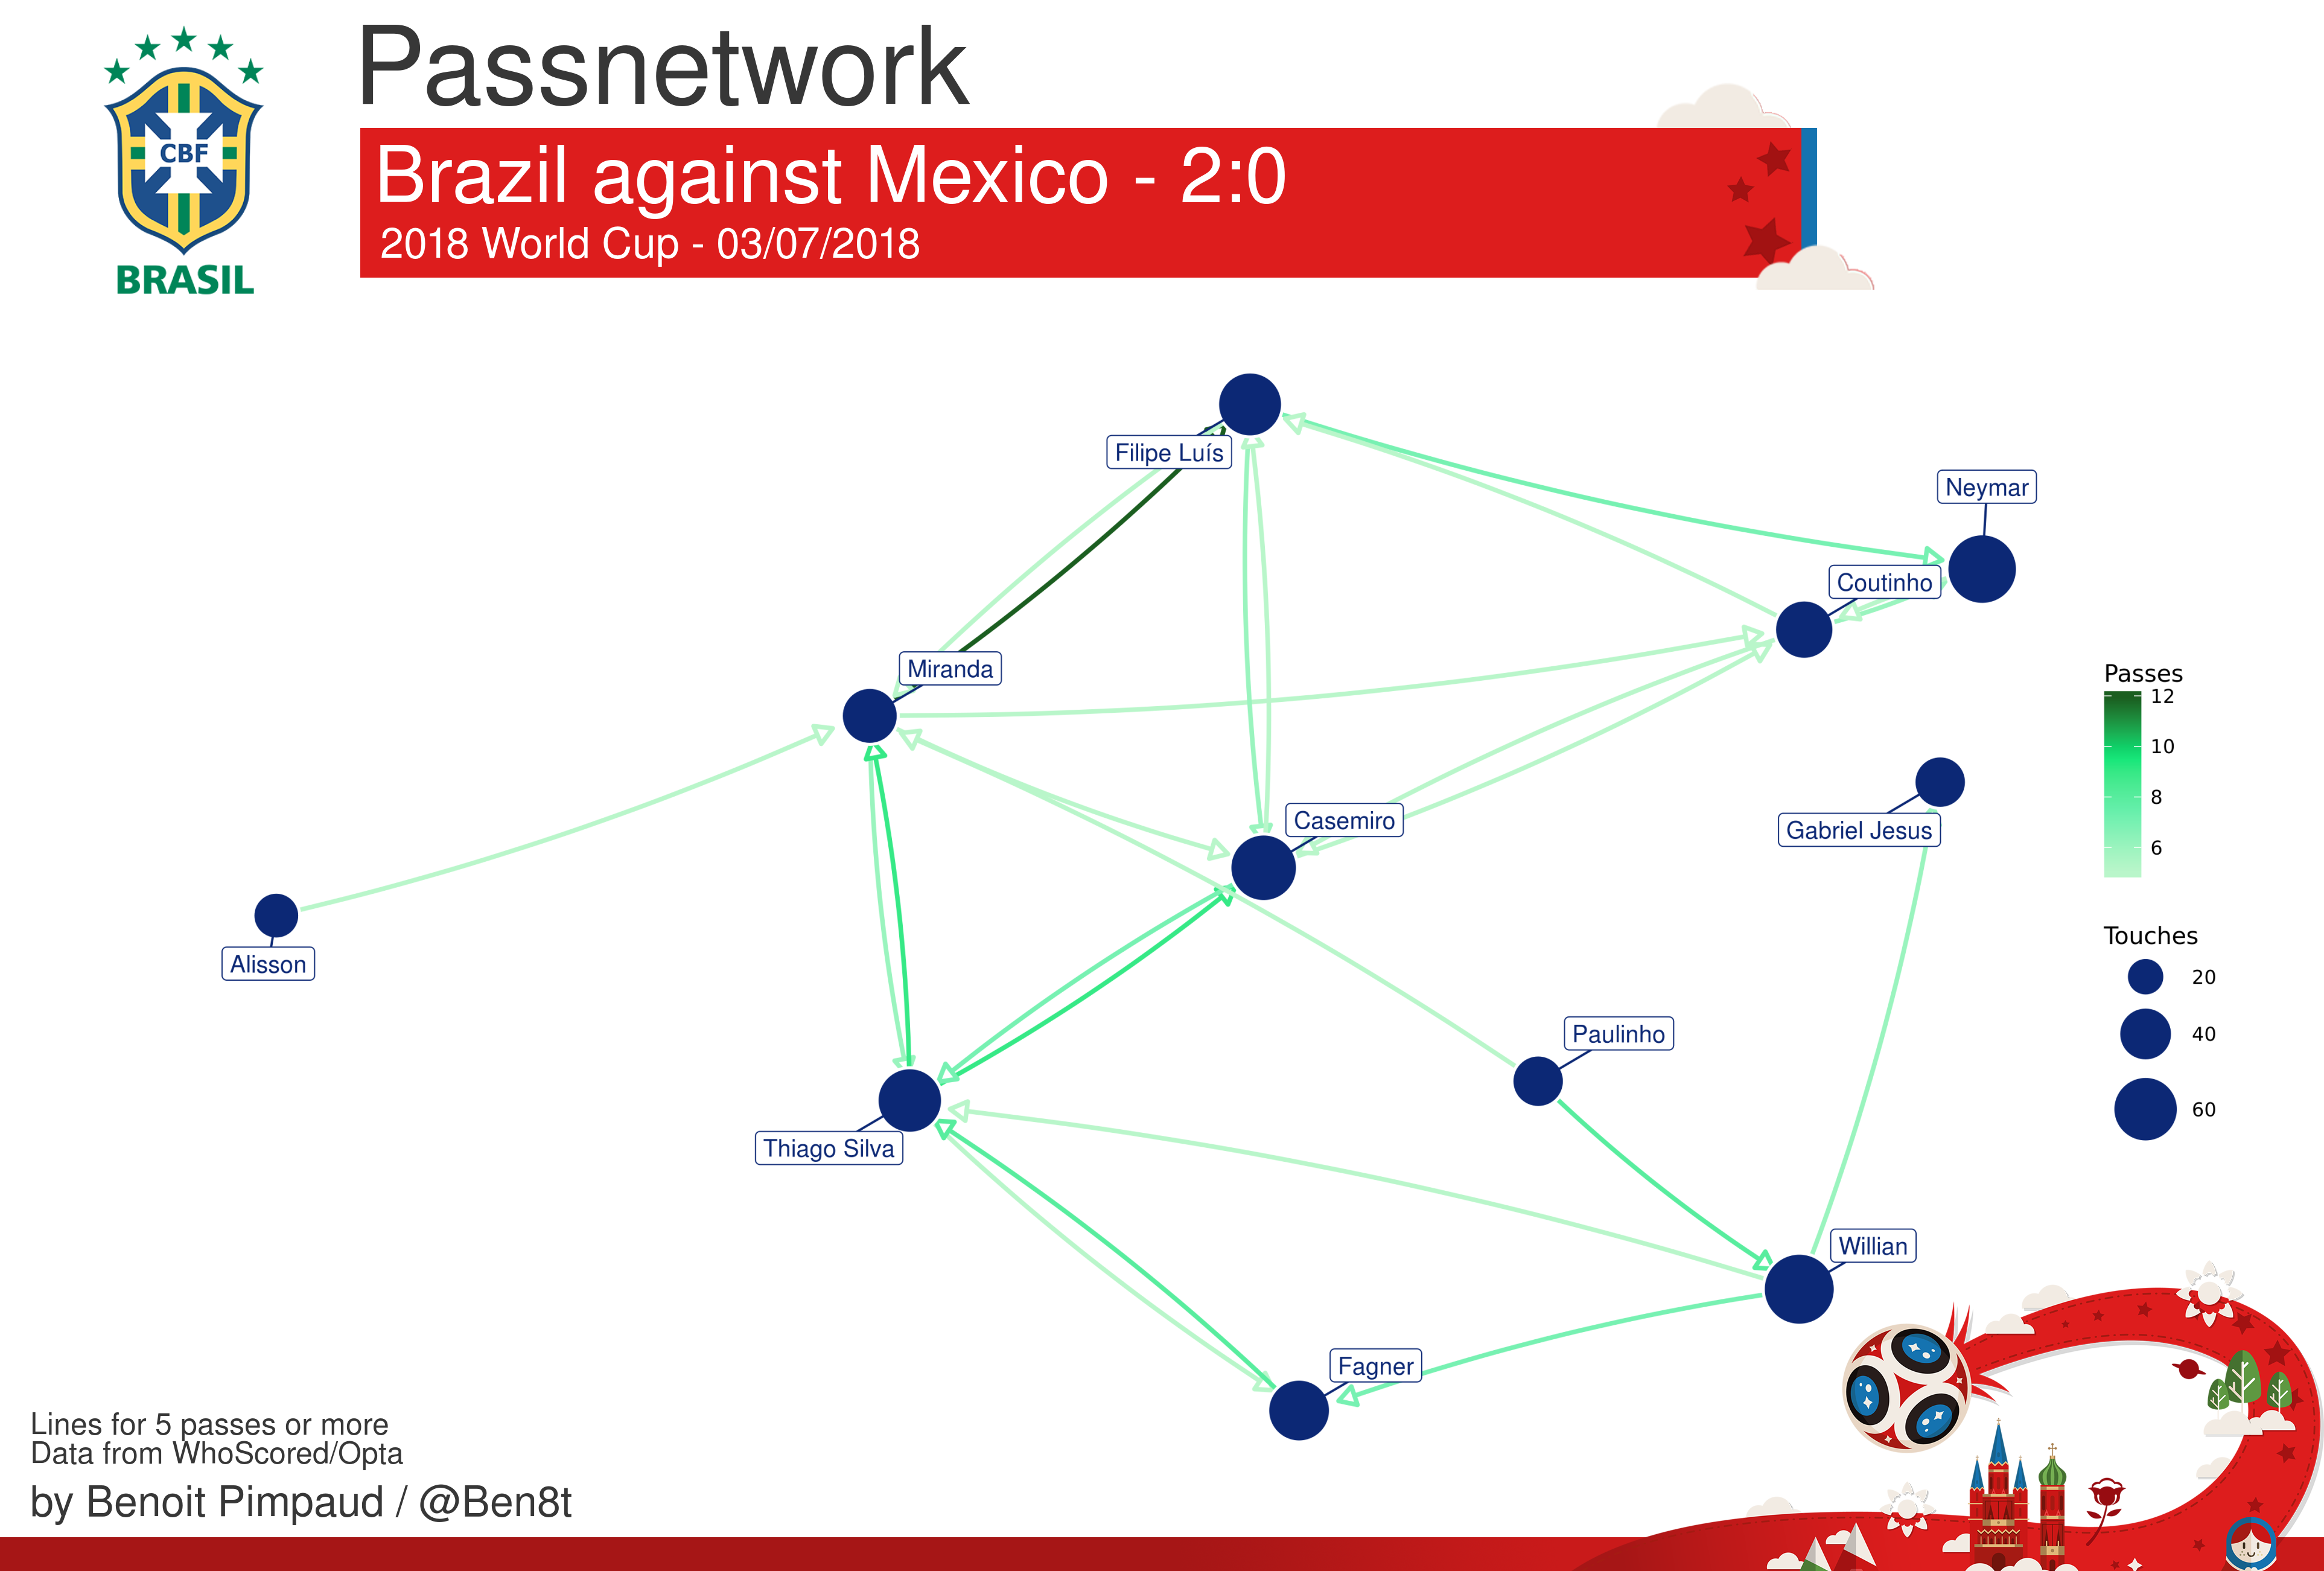 CBF
BRASIL
Passnetwork
Brazil against Mexico - 2:0
2018 World Cup - 03/07/2018
Filipe Luís
Neymar
Coutinho
Miranda
Casemiro
Gabriel Jesus
Alisson
Paulinho
Thiago Silva
Willian
Fagner
Passes
12
10
8
6
Touches
20
40
60
Lines for 5 passes or more
Data from WhoScored/Opta
by Benoit Pimpaud / @Ben8t